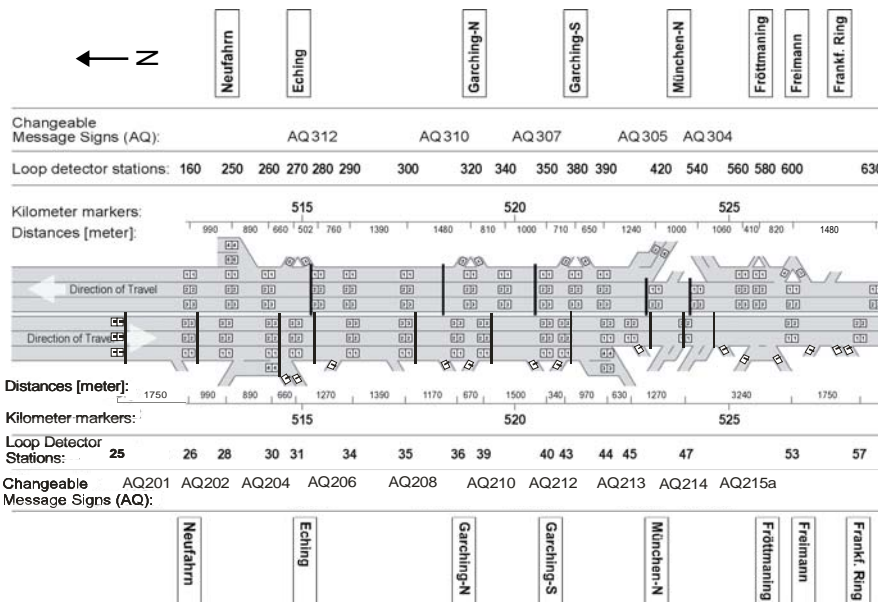 N
Neufahrn
Eching
Garching-N
Garching-S
München-N
Fröttmaning
Freimann
Frankf. Ring
Changeable
Message Signs (AQ): AQ312 AQ310 AQ307 AQ305 AQ304
Loop detector stations: 160 250 260 270 280 290 300 320 340 350 380 390 420 540 560 580 600 630
Kilometer markers: 515 520 525
Distances [meter]: 990 890 660 502 760 1390 1480 810 1000 710 650 1240 1000 1060 410 820 1480
Direction of Travel
Direction of Travel
Distances [meter]: 1750 990 890 660 1270 1390 1170 670 1500 340 970 630 1270 3240 1750
Kilometer markers: 515 520 525
Loop Detector
Stations: 25 26 28 30 31 34 35 36 39 40 43 44 45 47 53 57
Changeable AQ201 AQ202 AQ204 AQ206 AQ208 AQ210 AQ212 AQ213 AQ214 AQ215a
Message Signs (AQ):
Neufahrn
Eching
Garching-N
Garching-S
München-N
Fröttmaning
Freimann
Frankf. Ring